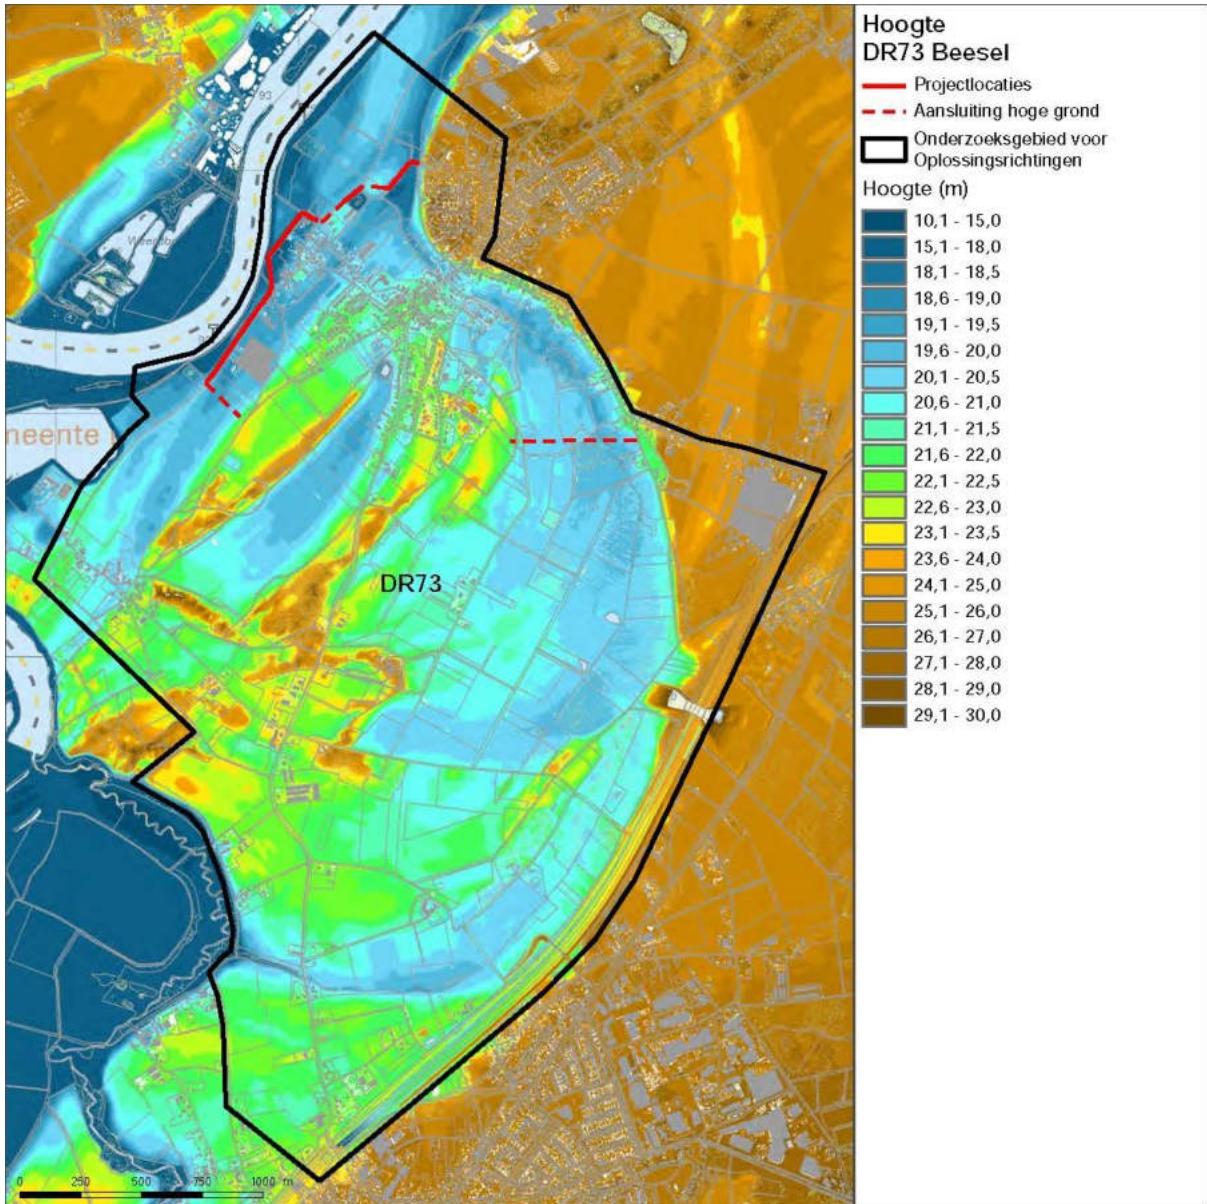 Hoogte
DR73 Beesel
Projectlocaties
Aansluiting hoge grond
Onderzoeksgebied voor
Oplossingsrichtingen
Hoogte (m)
10,1 - 15,0
15,1 - 18,0
18,1 - 18,5
18,6 - 19,0
19,1 - 19,5
19,6 - 20,0
20,1 - 20,5
20,6 - 21,0
21,1 - 21,5
21,6 - 22,0
22,1 - 22,5
22,6 - 23,0
23,1 - 23,5
23,6 - 24,0
24,1 - 25,0
25,1 - 26,0
26,1 - 27,0
27,1 - 28,0
28,1 - 29,0
29,1 - 30,0
93
meente
DR73
0 250 500 750 1000 m